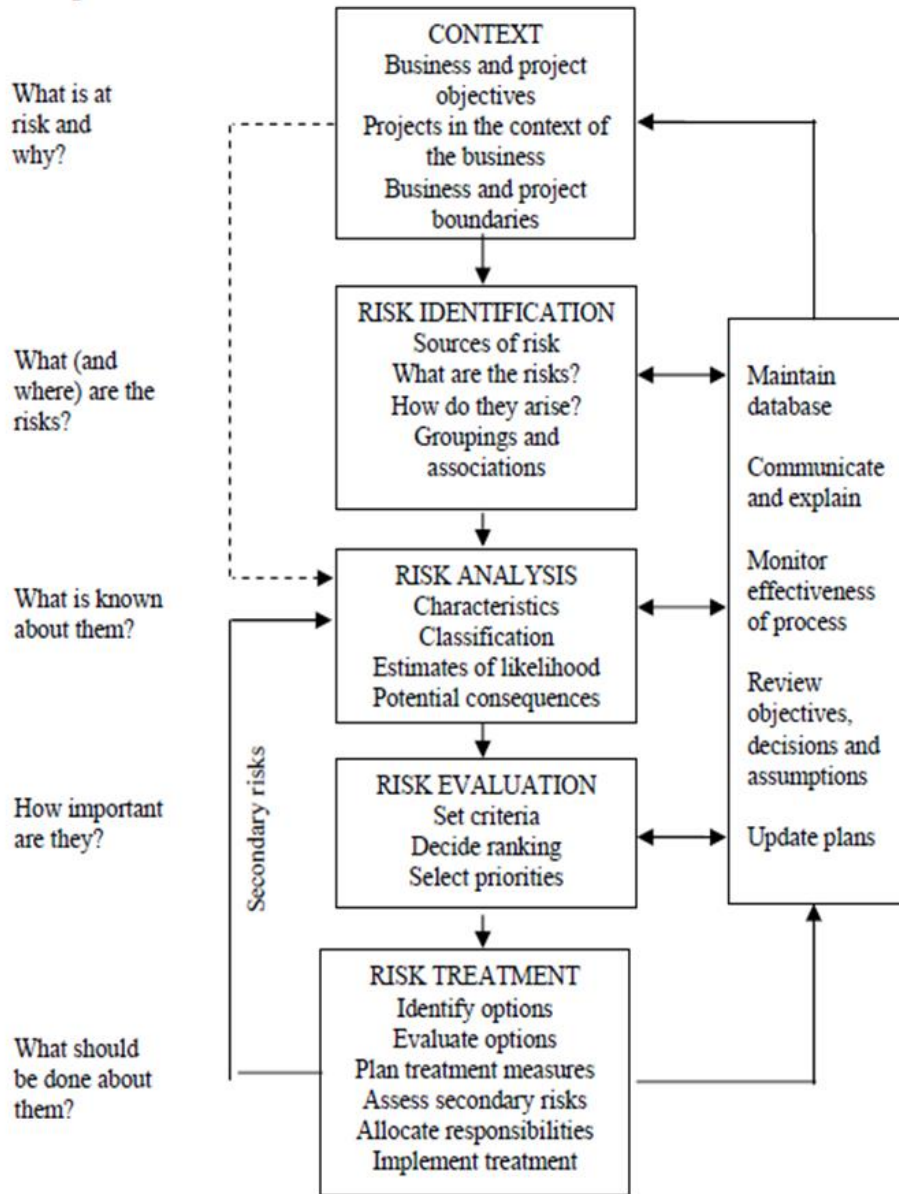 What is at
risk and
why?
CONTEXT
Business and project
objectives
Projects in the context of
the business
Business and project
boundaries
What (and
where) are the
risks?
RISK IDENTIFICATION
Sources of risk
What are the risks?
How do they arise?
Groupings and
associations
What is known
about them?
RISK ANALYSIS
Characteristics
Classification
Estimates of likelihood
Potential consequences
How important
are they?
Secondary risks
RISK EVALUATION
Set criteria
Decide ranking
Select priorities
What should
be done about
them?
RISK TREATMENT
Identify options
Evaluate options
Plan treatment measures
Assess secondary risks
Allocate responsibilities
Implement treatment
Maintain
database
Communicate
and explain
Monitor
effectiveness
of process
Review
objectives,
decisions and
assumptions
Update plans